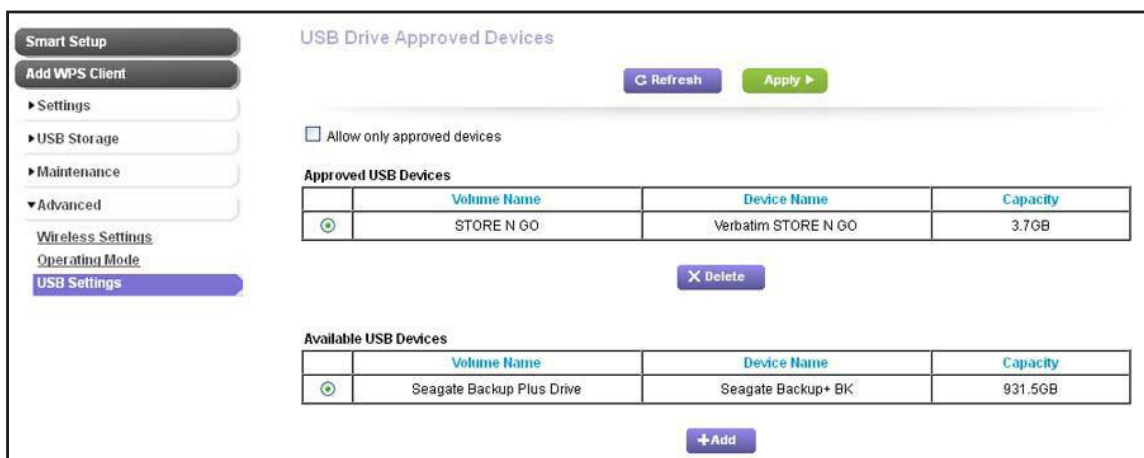 Smart Setup
Add WPS Client
Settings
USB Storage
Maintenance
Advanced
Wireless Settings
Operating Mode
USB Settings
USB Drive Approved Devices
Refresh Apply
Allow only approved devices
Approved USB Devices
Volume Name Device Name Capacity
STORE N GO Verbatim STORE N GO 3.7GB
Delete
Available USB Devices
Volume Name Device Name Capacity
Seagate Backup Plus Drive Seagate Backup+ BK 931.5GB
+Add